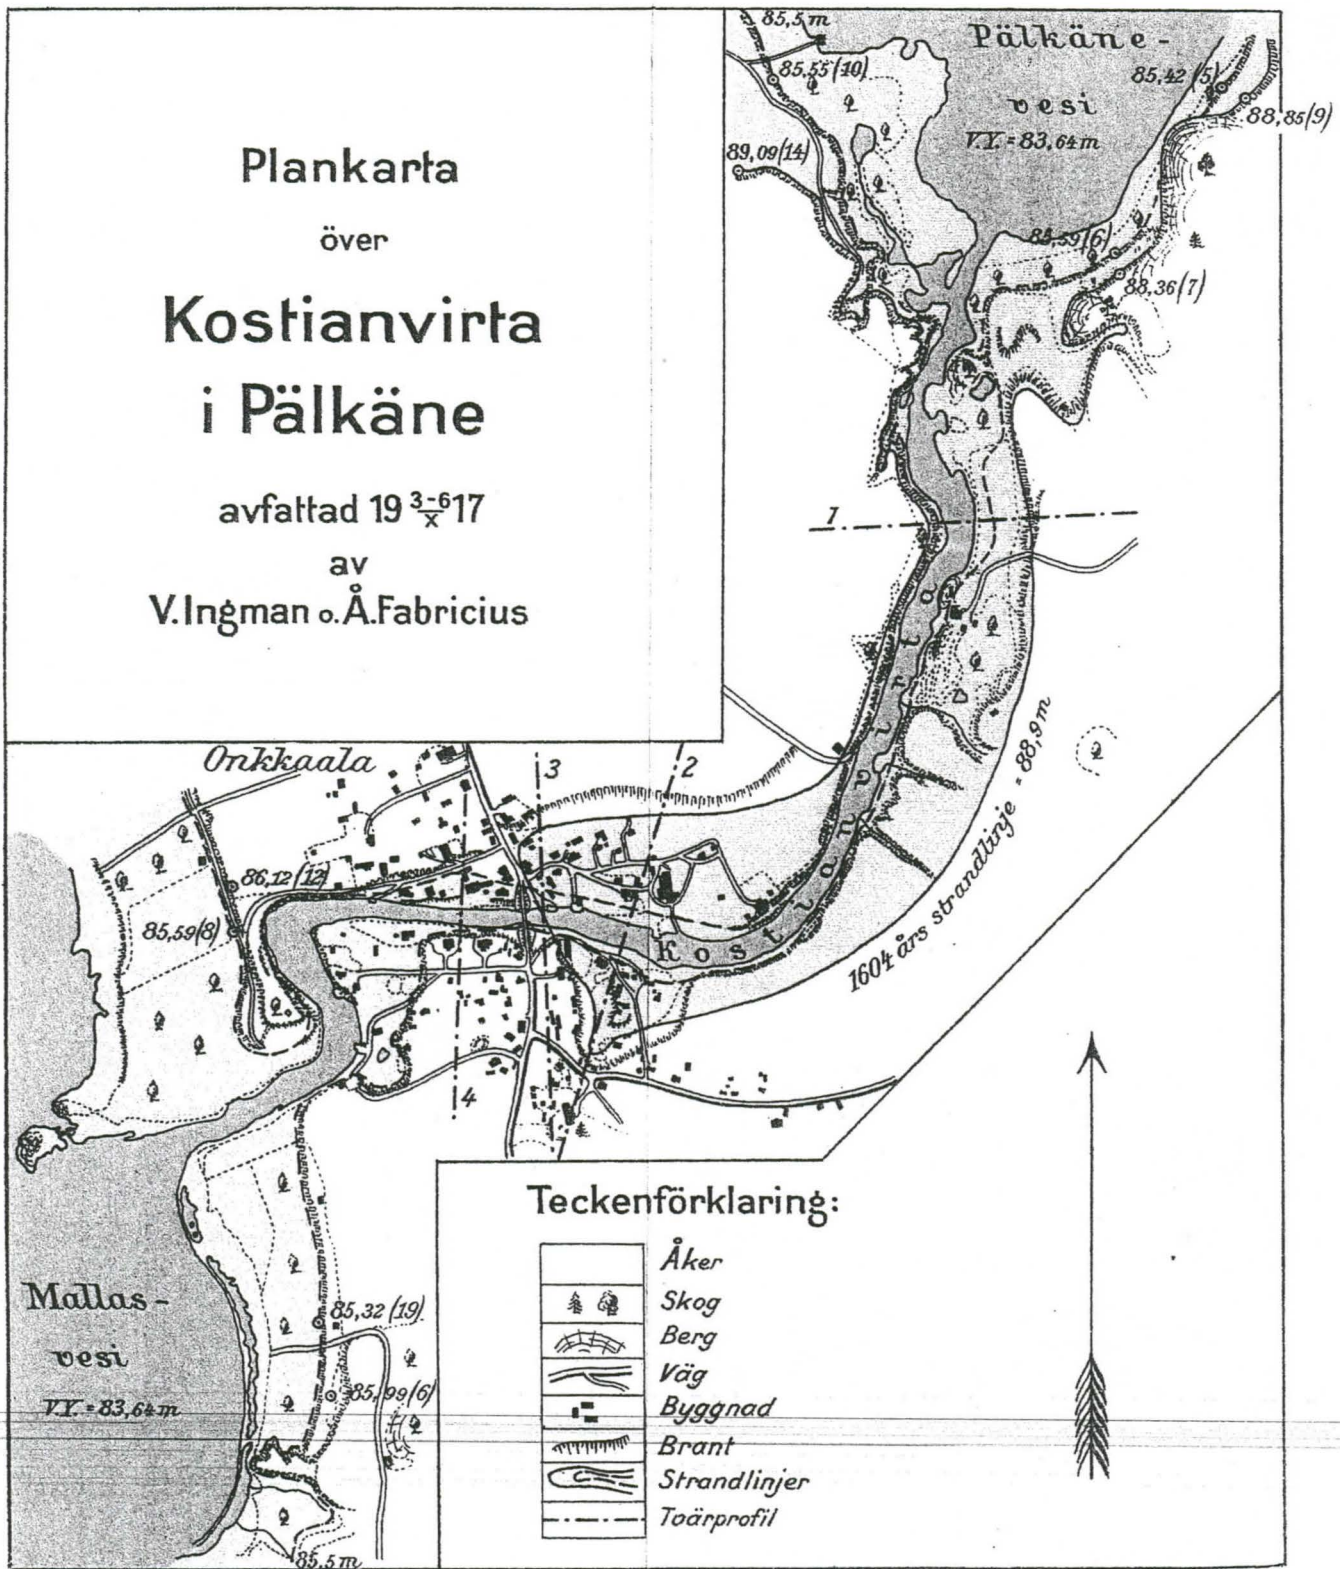 Plankarta
över
Kostianvirta
i Pälkäne
avfattad 19 3-6/X 17
av
V. Ingman o. Å. Fabricius
85,5 m
Pälkäne-
vesi
V.Y. = 83,64 m
85,55 (10)
85,42 (5)
88,85 (9)
89,09 (14)
85,59 (6)
88,36 (7)
1
Kostianvirta
1604 års strandlinje = 88,9 m
Onkkaala
3
2
86,12 (12)
85,59 (8)
4
Mallas-
vesi
V.Y. = 83,64 m
85,32 (19)
85,99 (6)
85,5 m
Teckenförklaring:
Åker
Skog
Berg
Väg
Byggnad
Brant
Strandlinjer
Tvärprofil